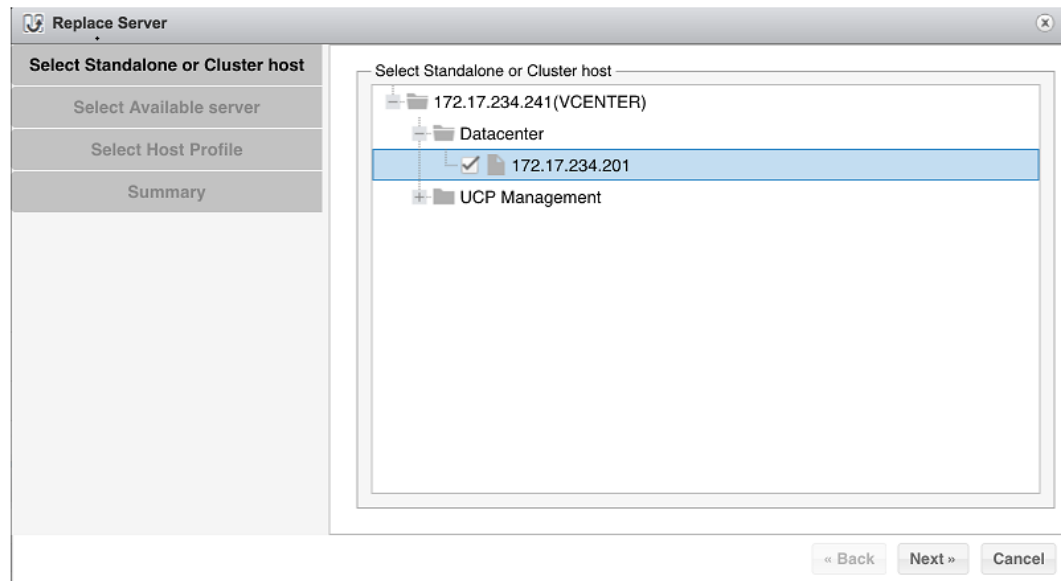 Replace Server
Select Standalone or Cluster host
Select Available server
Select Host Profile
Summary
Select Standalone or Cluster host
172.17.234.241(VCENTER)
Datacenter
172.17.234.201
UCP Management
« Back Next » Cancel